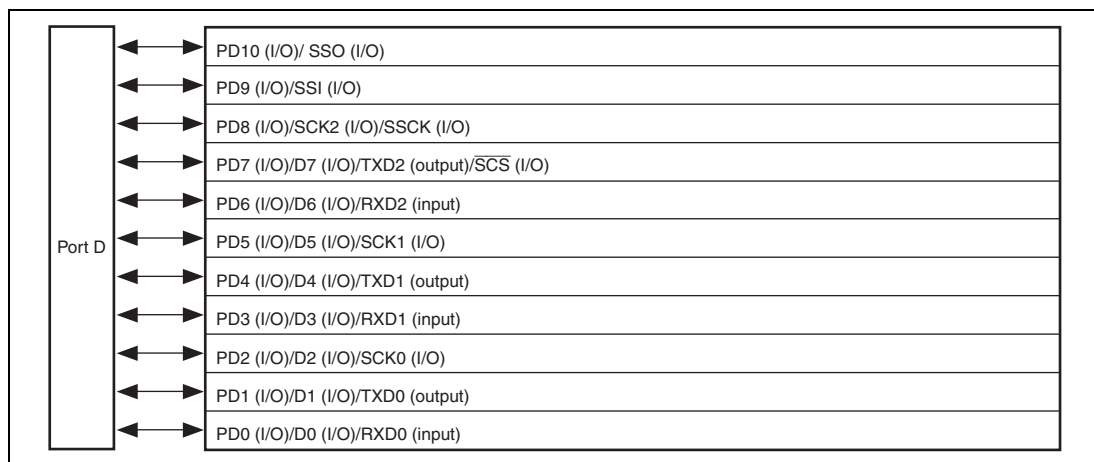 Port D
PD10 (I/O)/ SSO (I/O)
PD9 (I/O)/SSI (I/O)
PD8 (I/O)/SCK2 (I/O)/SSCK (I/O)
PD7 (I/O)/D7 (I/O)/TXD2 (output)/S̅C̅S̅ (I/O)
PD6 (I/O)/D6 (I/O)/RXD2 (input)
PD5 (I/O)/D5 (I/O)/SCK1 (I/O)
PD4 (I/O)/D4 (I/O)/TXD1 (output)
PD3 (I/O)/D3 (I/O)/RXD1 (input)
PD2 (I/O)/D2 (I/O)/SCK0 (I/O)
PD1 (I/O)/D1 (I/O)/TXD0 (output)
PD0 (I/O)/D0 (I/O)/RXD0 (input)